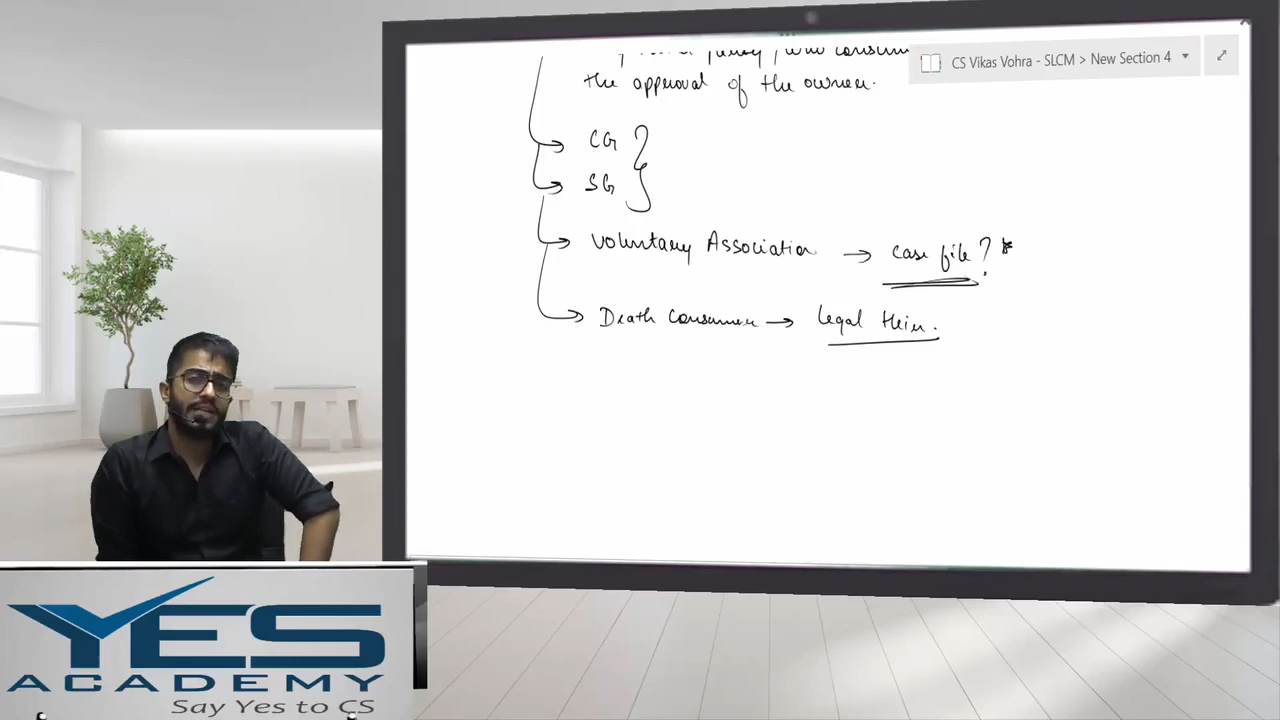 the approval of the owner.
CS Vikas Vohra - SLCM > New Section 4
CG
SG
Voluntary Association → case file? *
Death Consumer → legal Heir.
YES
ACADEMY
Say Yes to CS